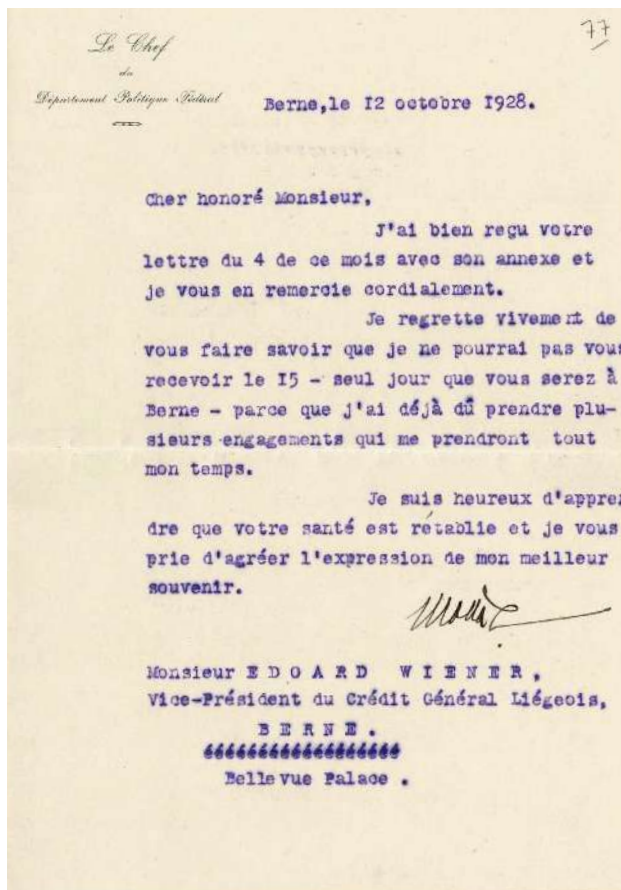 77
Le Chef
du
Département Politique Fédéral
Berne, le 12 octobre 1928.
Cher honoré Monsieur,
J'ai bien reçu votre
lettre du 4 de ce mois avec son annexe et
je vous en remercie cordialement.
Je regrette vivement de
vous faire savoir que je ne pourrai pas vous
recevoir le 15 - seul jour que vous serez à
Berne - parce que j'ai déjà dû prendre plu-
sieurs engagements qui me prendront tout
mon temps.
Je suis heureux d'appren
dre que votre santé est rétablie et je vous
prie d'agréer l'expression de mon meilleur
souvenir.
Monsieur E D O A R D W I E N E R ,
Vice-Président du Crédit Général Liégeois,
B E R N E .
Bellevue Palace .